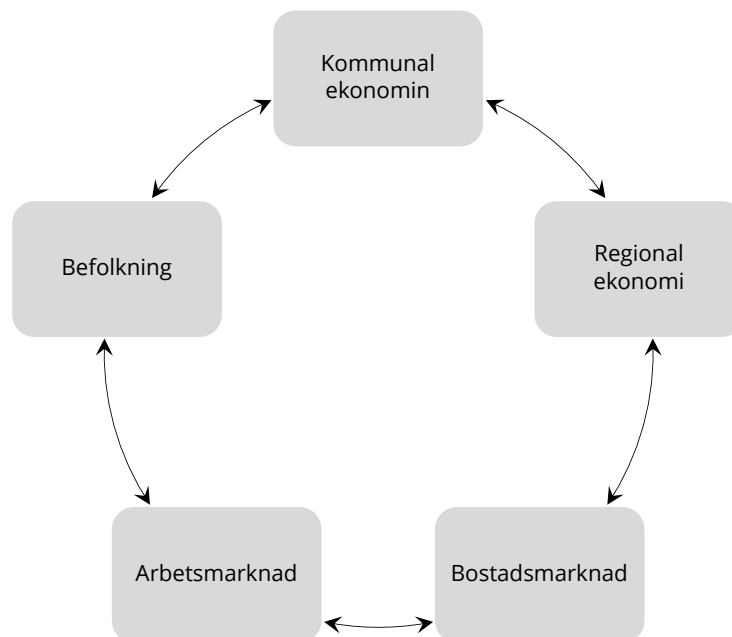 Kommunal
ekonomin
Befolkning
Regional
ekonomi
Arbetsmarknad
Bostadsmarknad